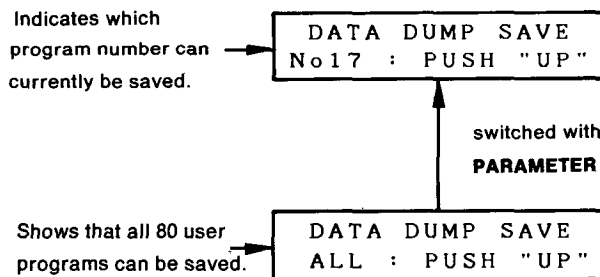 Indicates which
program number can
currently be saved.
DATA DUMP SAVE
No17 : PUSH "UP"
switched with
PARAMETER
Shows that all 80 user
programs can be saved.
DATA DUMP SAVE
ALL : PUSH "UP"